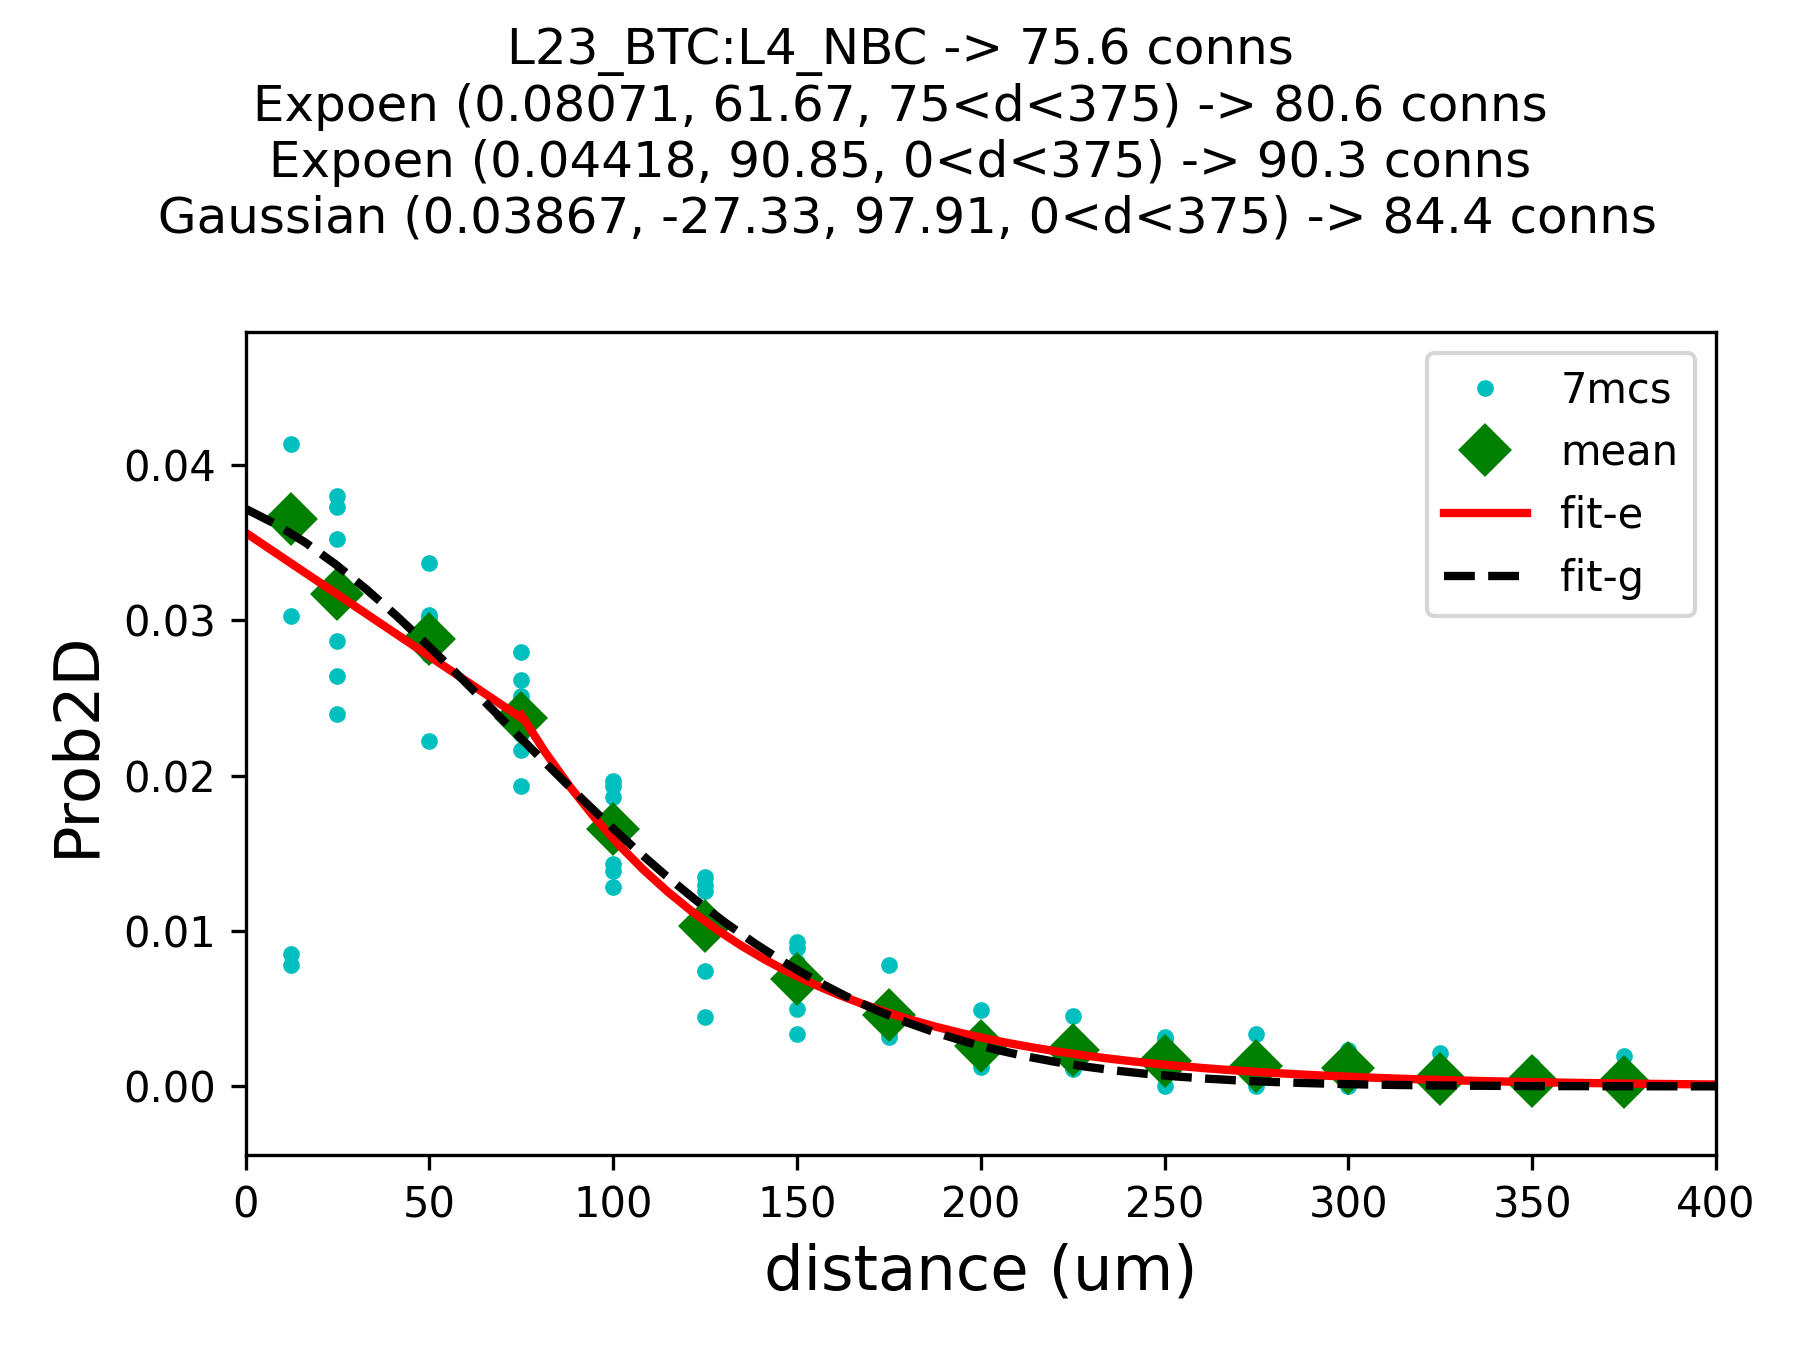 L23_BTC:L4_NBC -> 75.6 conns
Expoen (0.08071, 61.67, 75<d<375) -> 80.6 conns
Expoen (0.04418, 90.85, 0<d<375) -> 90.3 conns
Gaussian (0.03867, -27.33, 97.91, 0<d<375) -> 84.4 conns
7mcs
mean
fit-e
fit-g
Prob2D
0.04
0.03
0.02
0.01
0.00
0 50 100 150 200 250 300 350 400
distance (um)